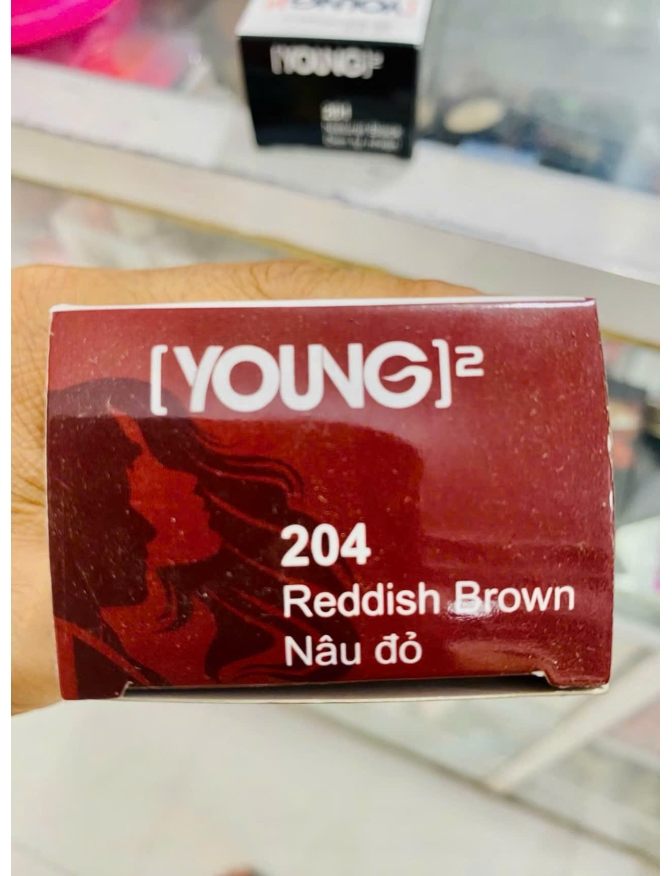 [YOUNG]²
[YOUNG]²
204
Reddish Brown
Nâu đỏ